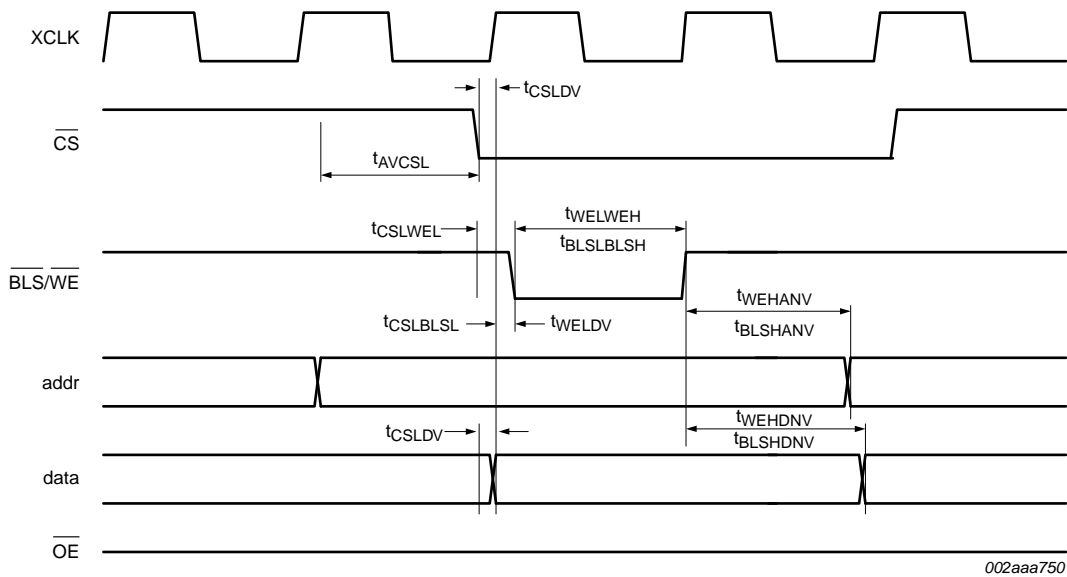 XCLK
tCSLDV
CS
tAVCSL
tCSLWEL
tWELWEH
tBLSLBLSH
BLS/WE
tWEHANV
tCSLBLSL
tWELDV
tBLSHANV
addr
tWEHDNV
tCSLDV
tBLSHDNV
data
OE
002aaa750